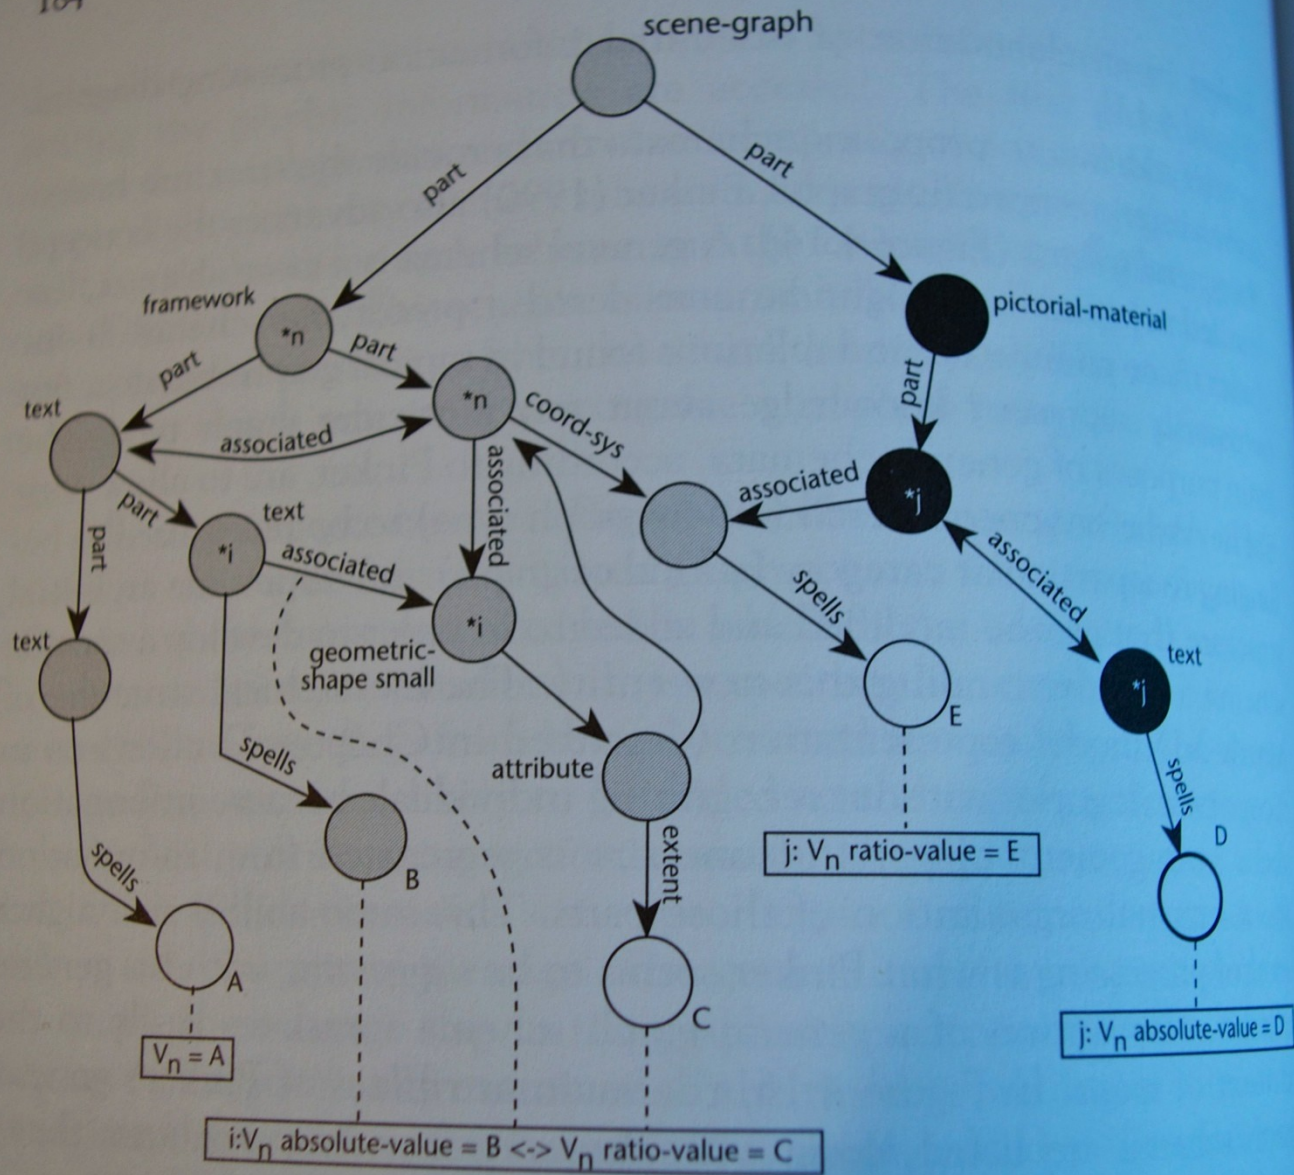 scene-graph
part
part
framework
*n
pictorial-material
part
part
part
text
*n
coord-sys
associated
associated
associated
*j
part
text
*i
associated
part
associated
text
*i
geometric-
shape small
spells
text
*j
E
spells
attribute
spells
extent
j: Vn ratio-value = E
D
B
spells
A
C
Vn = A
j: Vn absolute-value = D
i:Vn absolute-value = B <-> Vn ratio-value = C